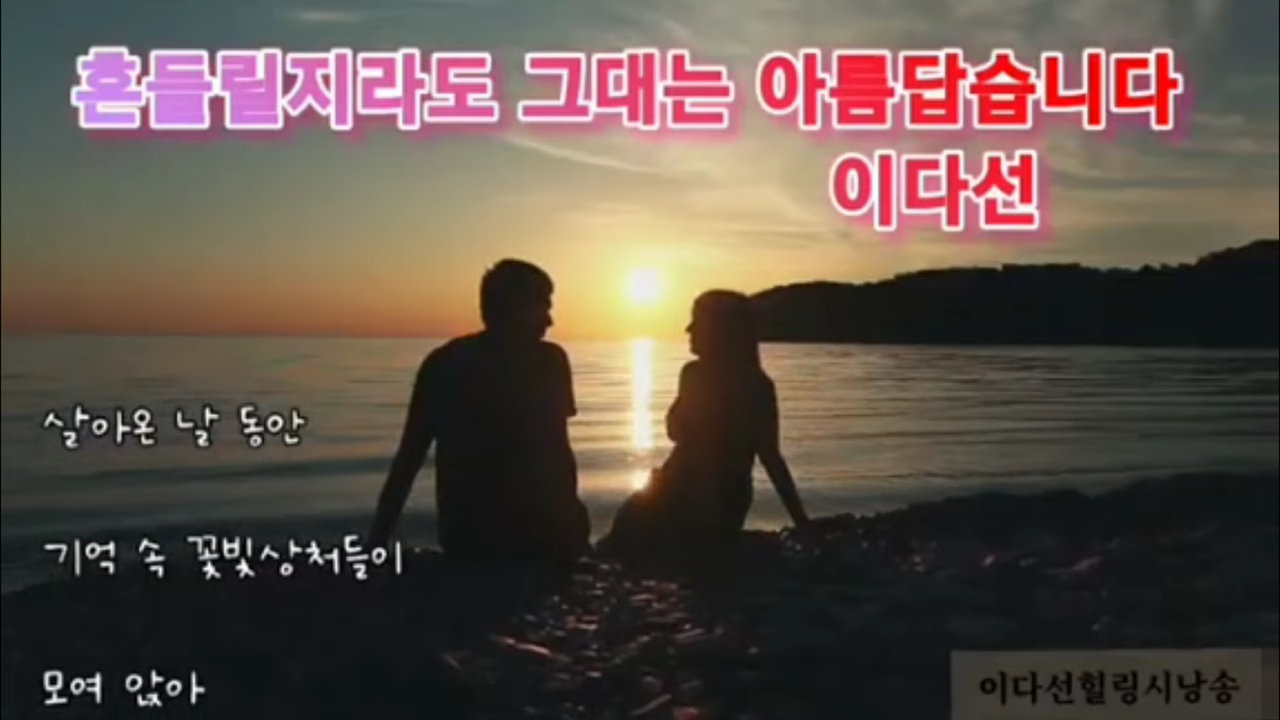 흔들릴지라도 그대는 아름답습니다
이다선
살아온 날 동안
기억 속 꽃빛상처들이
모여 앉아
이다선힐링시낭송